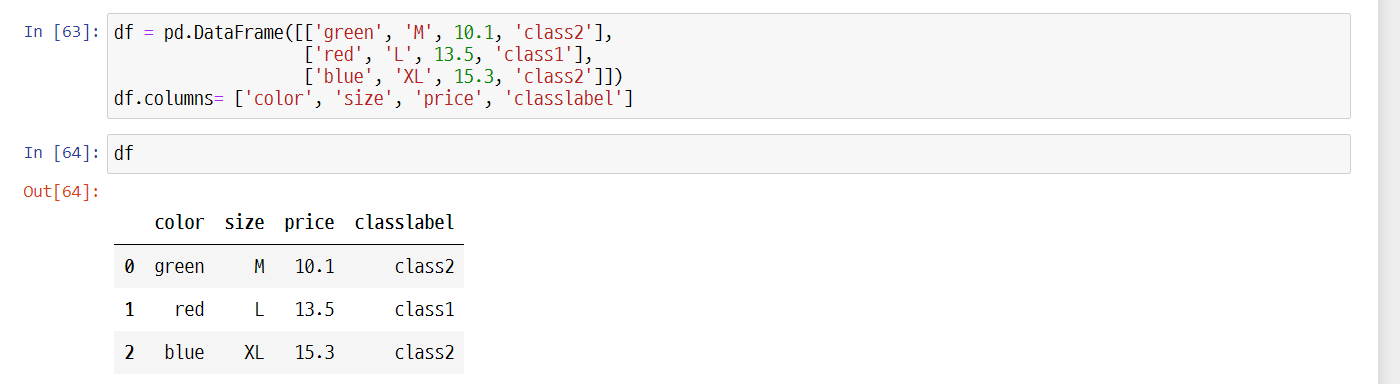 In [63]: df = pd.DataFrame([['green', 'M', 10.1, 'class2'],
['red', 'L', 13.5, 'class1'],
['blue', 'XL', 15.3, 'class2']])
df.columns= ['color', 'size', 'price', 'classlabel']
In [64]: df
Out[64]:
color size price classlabel
0 green M 10.1 class2
1 red L 13.5 class1
2 blue XL 15.3 class2